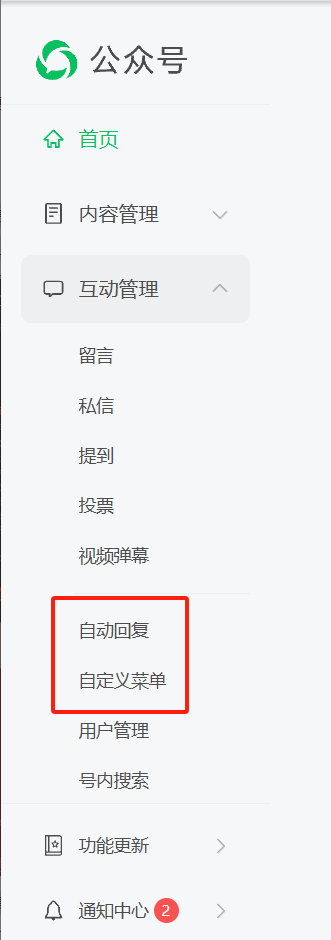 公众号
首页
内容管理
互动管理
留言
私信
提到
投票
视频弹幕
自动回复
自定义菜单
用户管理
号内搜索
功能更新
通知中心 2